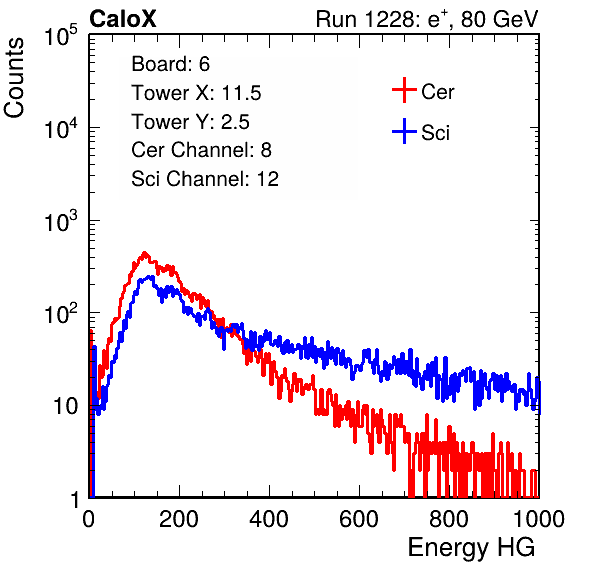 CaloX Run 1228: e+, 80 GeV
Counts
Board: 6
Tower X: 11.5
Tower Y: 2.5
Cer Channel: 8
Sci Channel: 12
Cer
Sci
10^5
10^4
10^3
10^2
10
1
0 200 400 600 800 1000
Energy HG